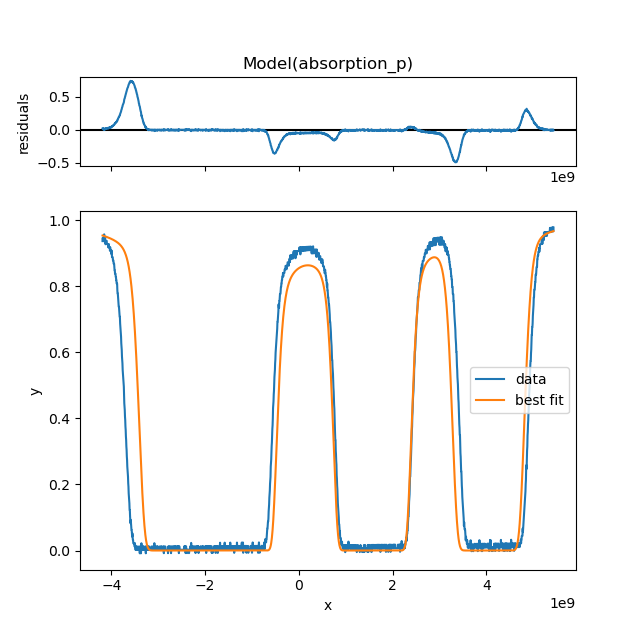 Model(absorption_p)
residuals
0.5
0.0
−0.5
1e9
y
1.0
0.8
0.6
0.4
0.2
0.0
data
best fit
−4 −2 0 2 4
x
1e9